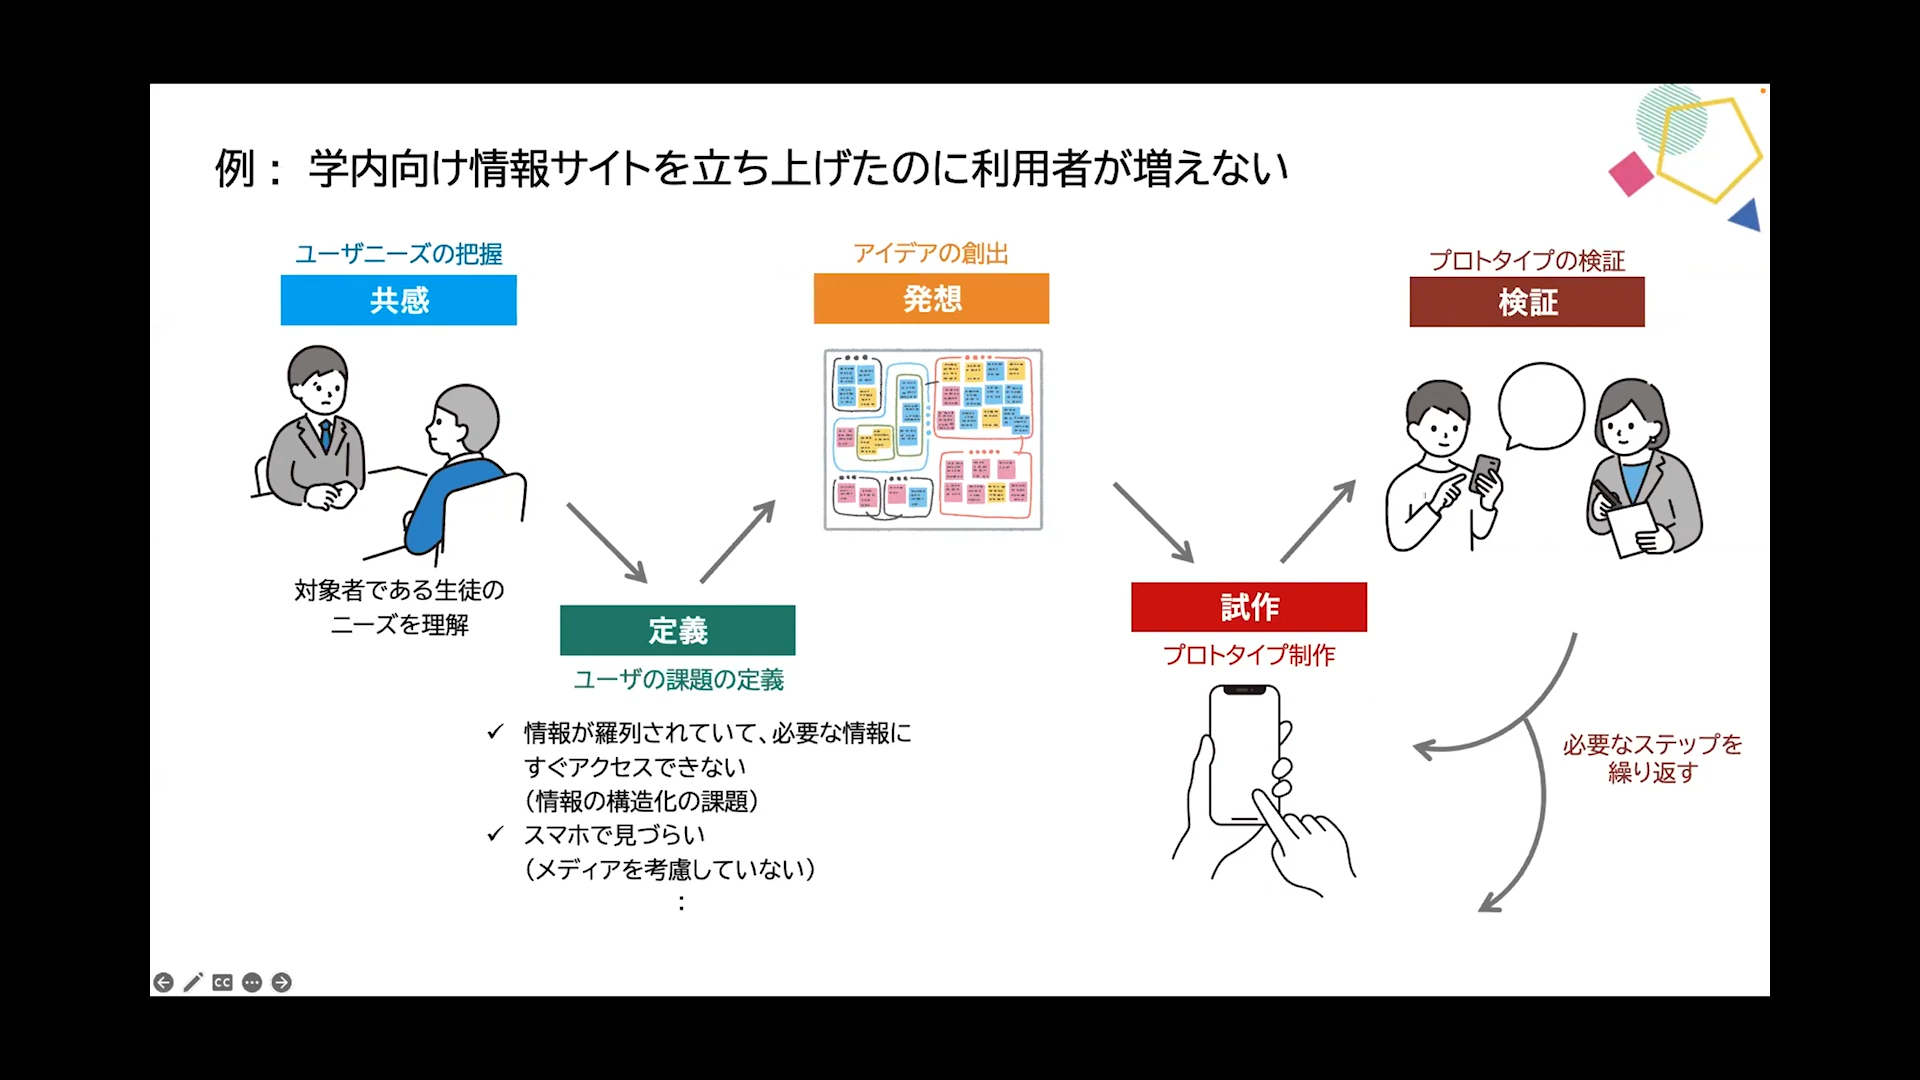 例： 学内向け情報サイトを立ち上げたのに利用者が増えない
ユーザニーズの把握
共感
対象者である生徒の
ニーズを理解
定義
ユーザの課題の定義
✓ 情報が羅列されていて、必要な情報に
すぐアクセスできない
（情報の構造化の課題）
✓ スマホで見づらい
（メディアを考慮していない）
：
アイデアの創出
発想
試作
プロトタイプ制作
プロトタイプの検証
検証
必要なステップを
繰り返す
CC